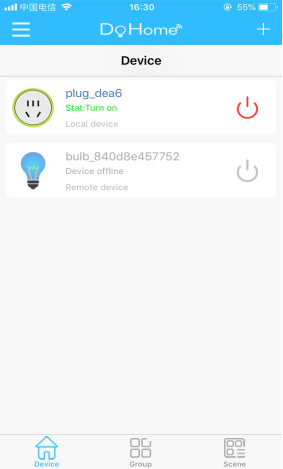 中国电信 16:30 55%
DoHome
Device
plug_dea6
Stat:Turn on
Local device
bulb_840d8e457752
Device offline
Remote device
Device Group Scene